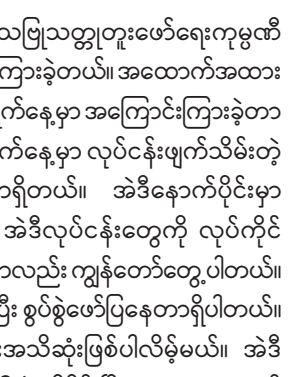 သဗြုသတ္တုတူးဖော်ရေးကုမ္ပဏီ
ကြားခဲ့တယ်။ အထောက်အထား
က်နေ့မှာ အကြောင်းကြားခဲ့တာ
က်နေ့မှာ လုပ်ငန်းဖျက်သိမ်းတဲ့
ာရှိတယ်။ အဲဒီနောက်ပိုင်းမှာ
အဲဒီလုပ်ငန်းတွေကို လုပ်ကိုင်
ာလည်း ကျွန်တော်တွေ့ပါတယ်။
ပြီး စွပ်စွဲဖော်ပြနေတာရှိပါတယ်။
းအသိဆုံးဖြစ်ပါလိမ့်မယ်။ အဲဒီ